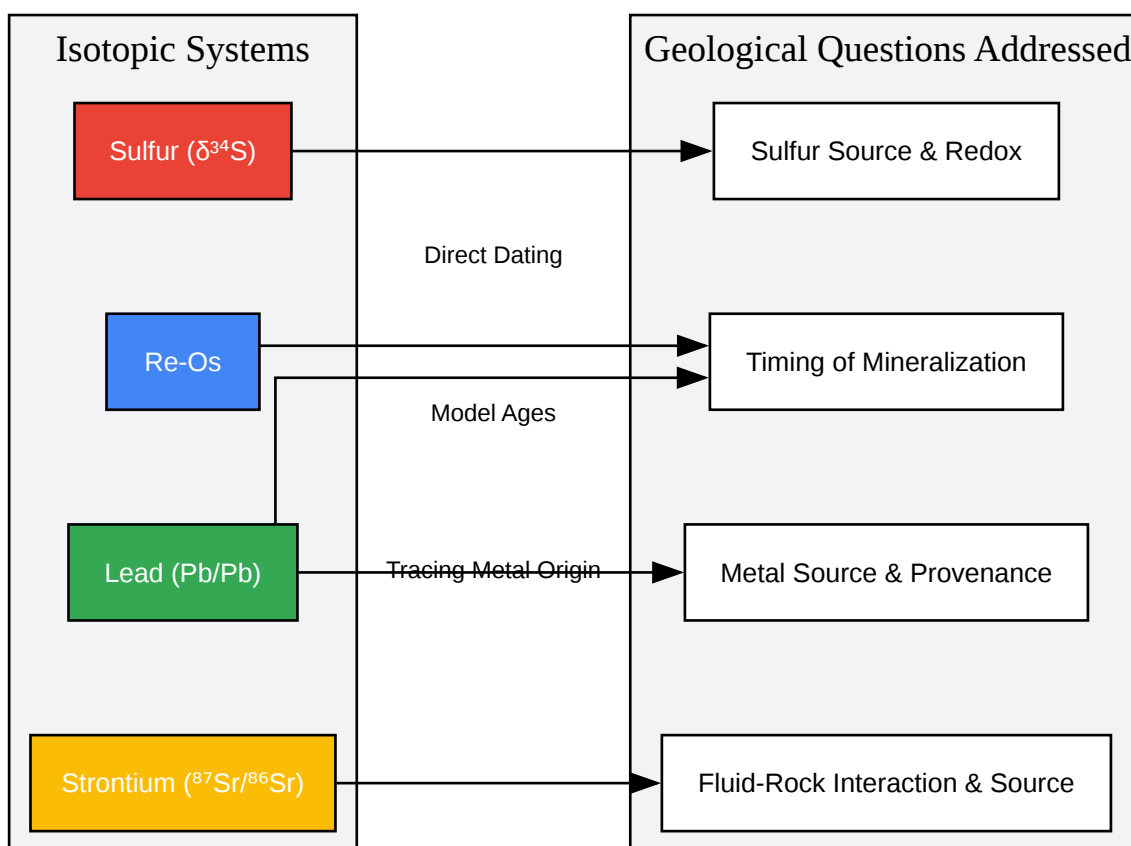 Isotopic Systems
Geological Questions Addressed
Sulfur (δ³⁴S)
Sulfur Source & Redox
Direct Dating
Re-Os
Timing of Mineralization
Model Ages
Lead (Pb/Pb)
Tracing Metal Origin
Metal Source & Provenance
Strontium (⁸⁷Sr/⁸⁶Sr)
Fluid-Rock Interaction & Source